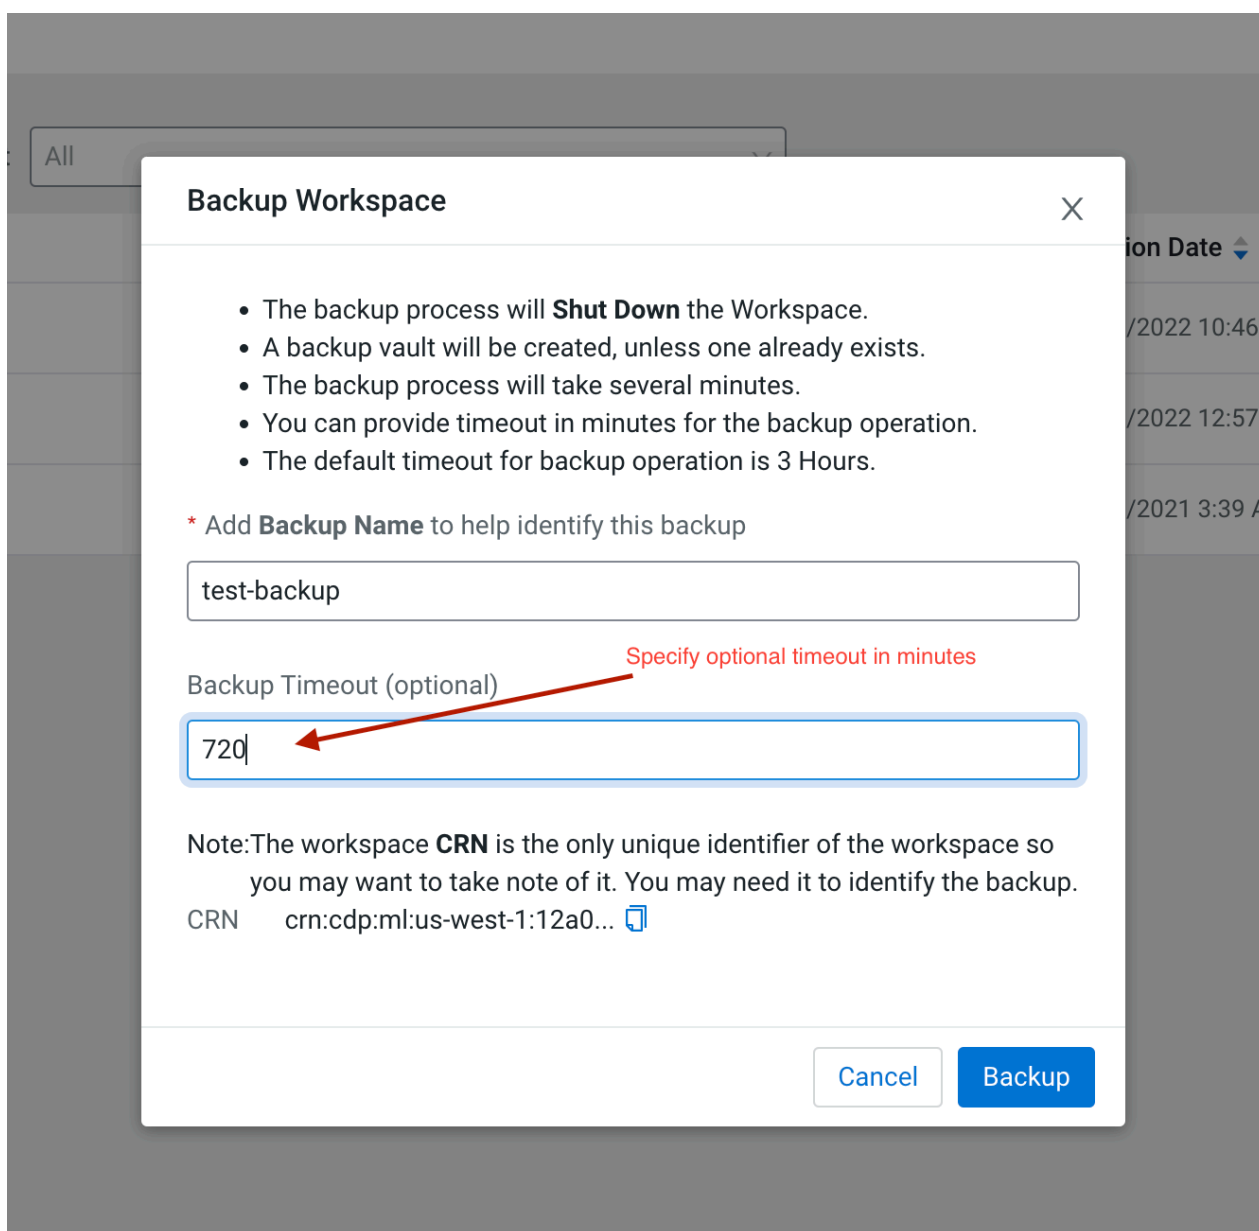 : All
Backup Workspace
ion Date
• The backup process will Shut Down the Workspace.
• A backup vault will be created, unless one already exists.
• The backup process will take several minutes.
• You can provide timeout in minutes for the backup operation.
• The default timeout for backup operation is 3 Hours.
/2022 10:46
/2022 12:57
/2021 3:39 A
* Add Backup Name to help identify this backup
test-backup
Specify optional timeout in minutes
Backup Timeout (optional)
720
Note:The workspace CRN is the only unique identifier of the workspace so
you may want to take note of it. You may need it to identify the backup.
CRN crn:cdp:ml:us-west-1:12a0...
Cancel Backup